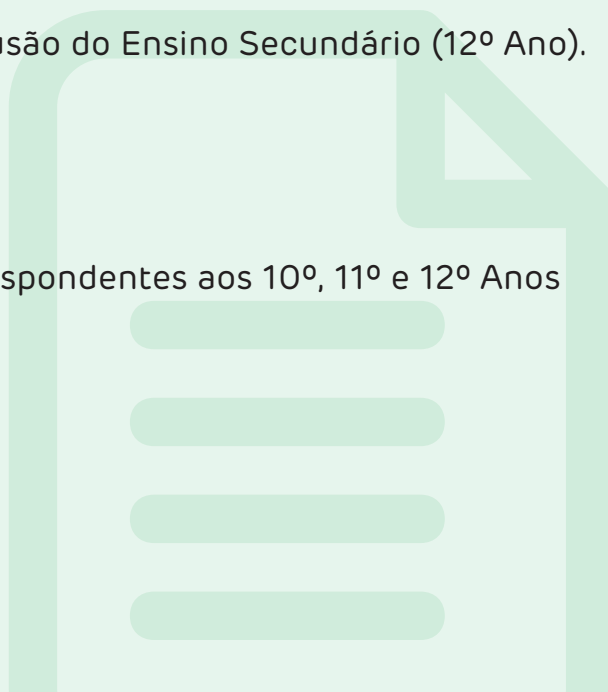 usão do Ensino Secundário (12º Ano).
spondentes aos 10º, 11º e 12º Anos